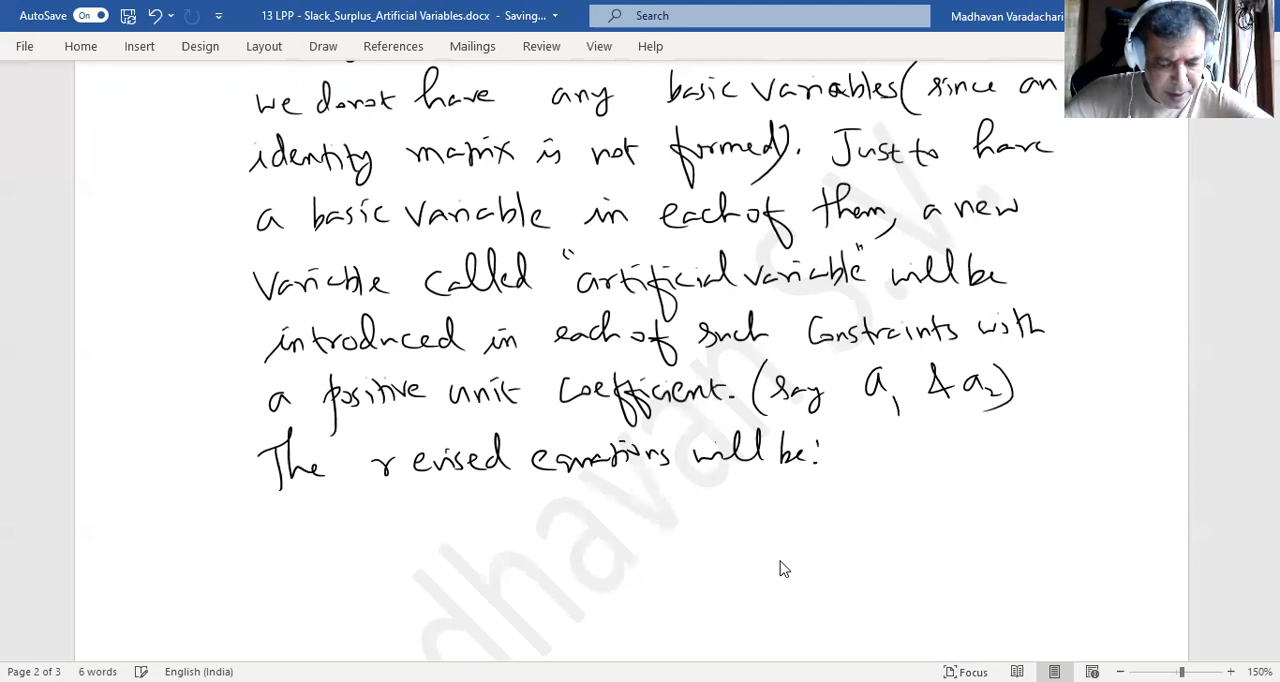 AutoSave On 13 LPP - Slack_Surplus_Artificial Variables.docx - Saving... Search Madhavan Varadachari
File Home Insert Design Layout Draw References Mailings Review View Help
we donot have any basic variables (since an
identity matrix is not formed). Just to have
a basic variable in each of them, a new
variable called "artificial variable" will be
introduced in each of such constraints with
a positive unit coefficient. (say a1 & a2)
The revised equations will be:
dhavan S.V.
Page 2 of 3 6 words English (India) Focus 150%